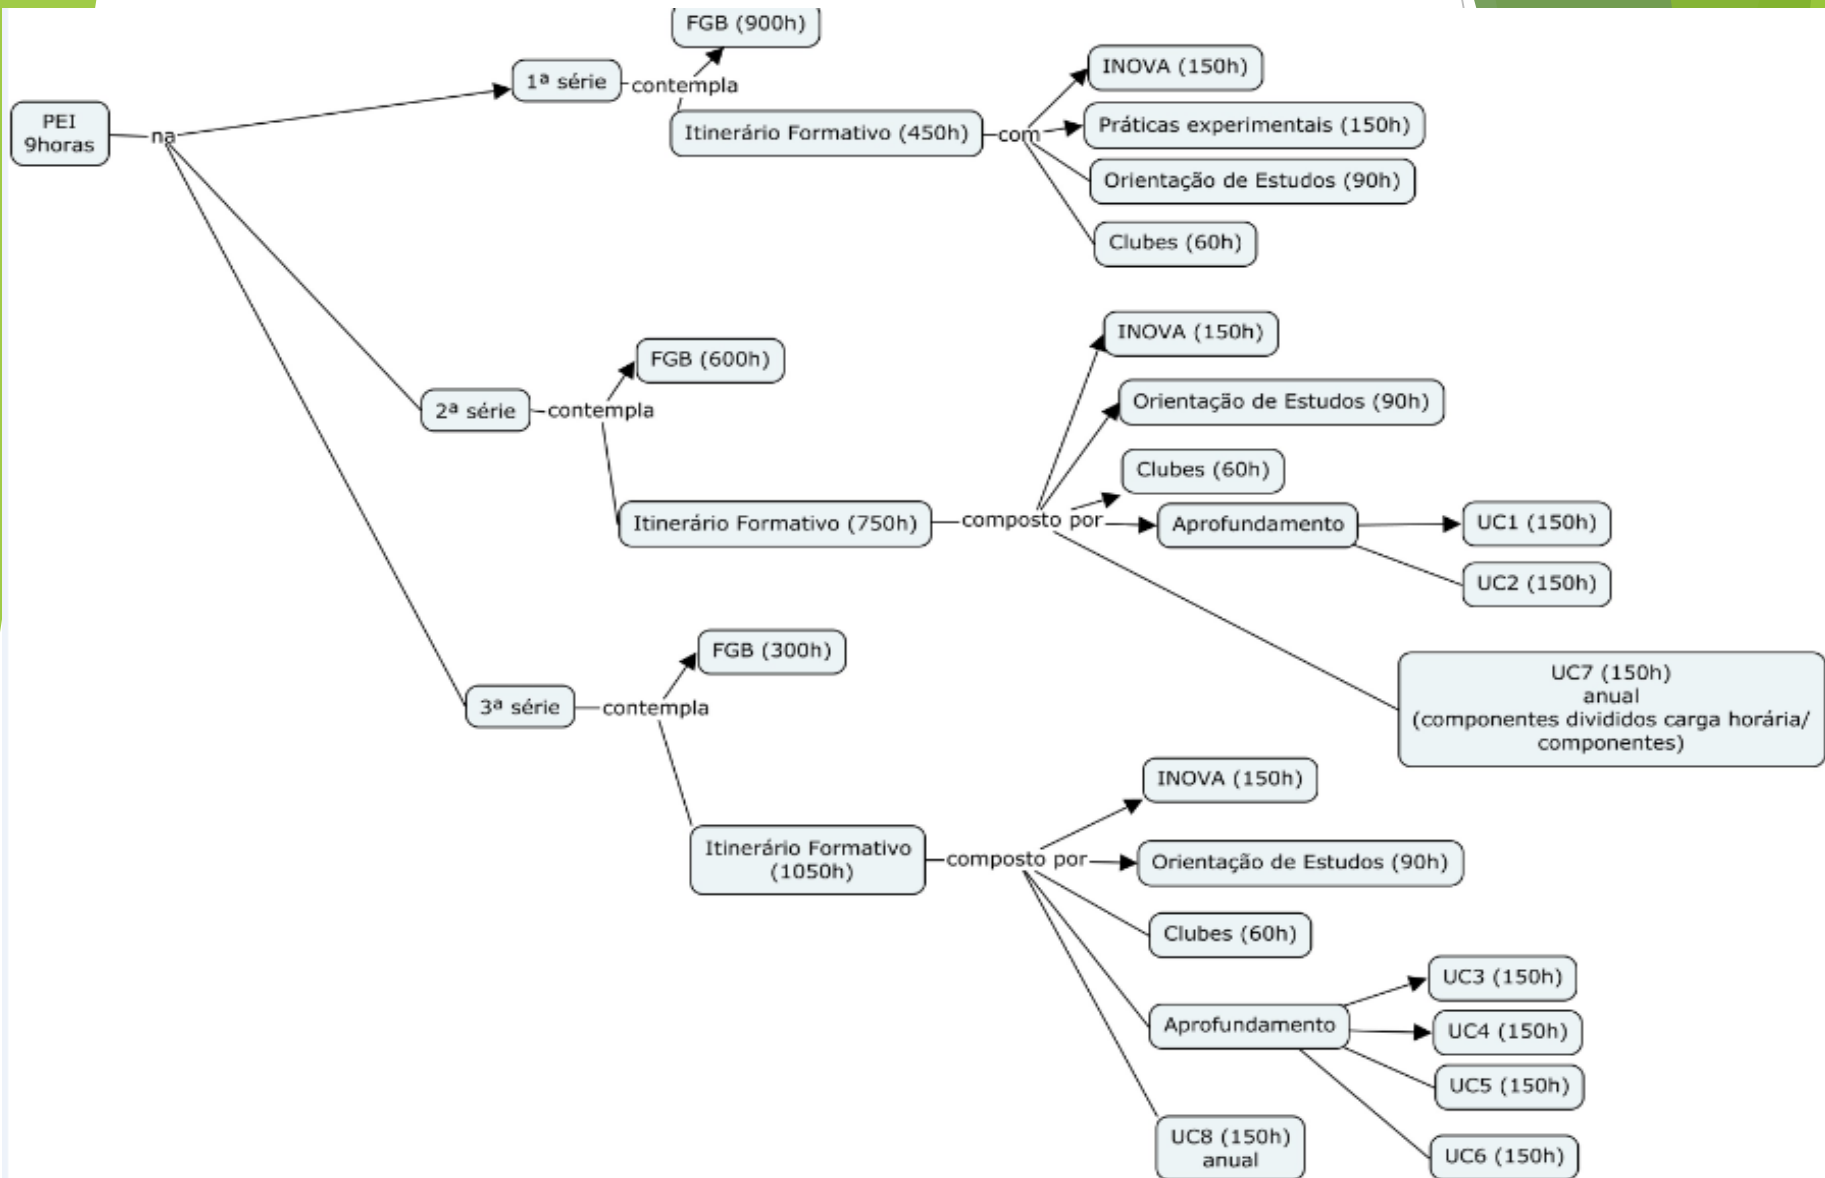 PEI
9horas
na
1ª série
contempla
FGB (900h)
Itinerário Formativo (450h)
com
INOVA (150h)
Práticas experimentais (150h)
Orientação de Estudos (90h)
Clubes (60h)
2ª série
contempla
FGB (600h)
Itinerário Formativo (750h)
composto por
INOVA (150h)
Orientação de Estudos (90h)
Clubes (60h)
Aprofundamento
UC1 (150h)
UC2 (150h)
UC7 (150h)
anual
(componentes divididos carga horária/
componentes)
3ª série
contempla
FGB (300h)
Itinerário Formativo
(1050h)
composto por
INOVA (150h)
Orientação de Estudos (90h)
Clubes (60h)
Aprofundamento
UC3 (150h)
UC4 (150h)
UC5 (150h)
UC6 (150h)
UC8 (150h)
anual